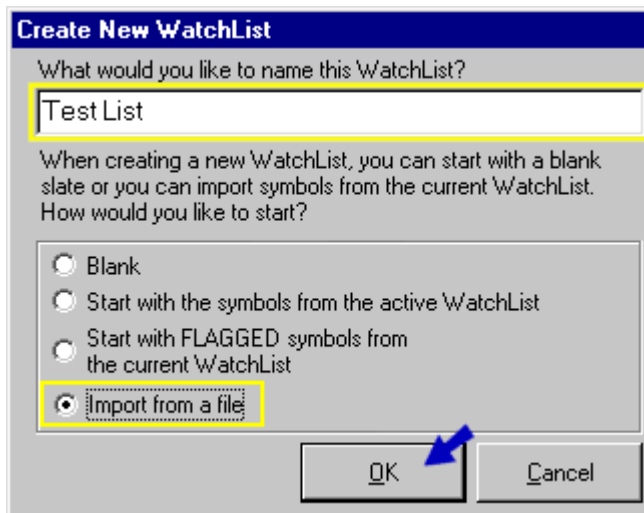 Create New WatchList
What would you like to name this WatchList?
Test List
When creating a new WatchList, you can start with a blank
slate or you can import symbols from the current WatchList.
How would you like to start?
Blank
Start with the symbols from the active WatchList
Start with FLAGGED symbols from
the current WatchList
Import from a file
OK
Cancel